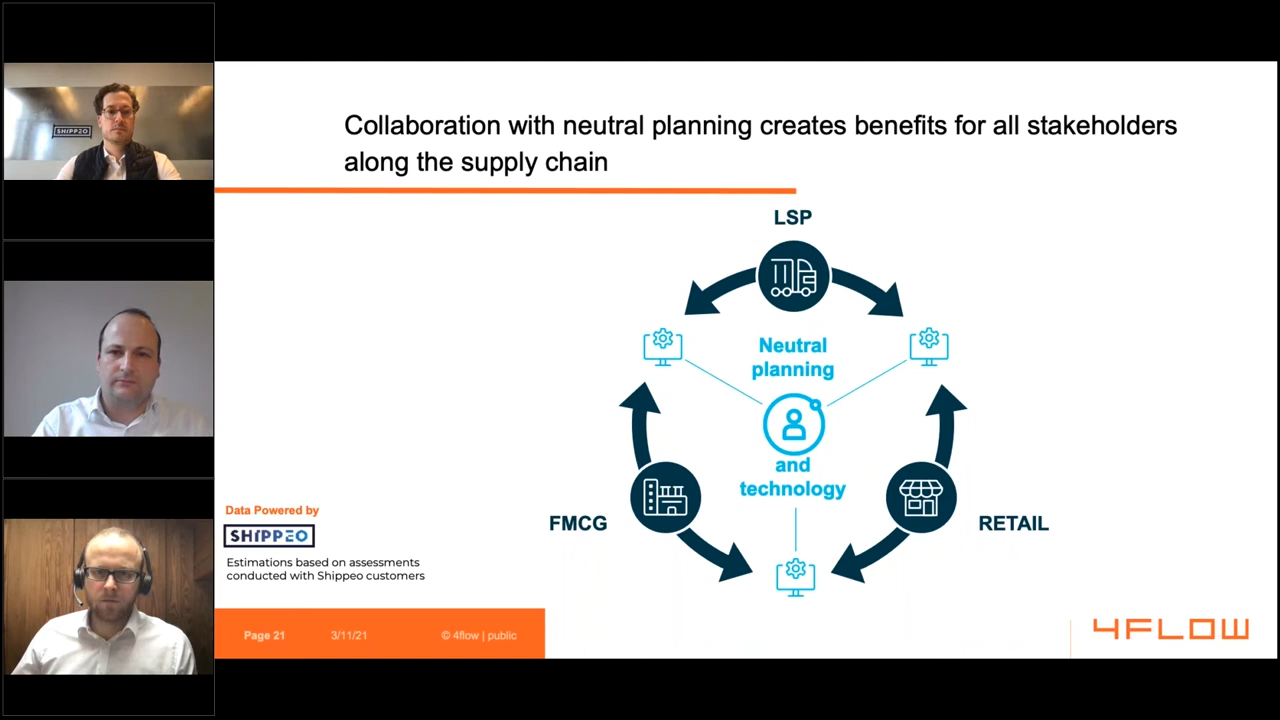 SHIPPEO
Collaboration with neutral planning creates benefits for all stakeholders
along the supply chain
LSP
Neutral
planning
and
technology
FMCG
RETAIL
Data Powered by
SHIPPEO
Estimations based on assessments
conducted with Shippeo customers
Page 21
3/11/21
© 4flow | public
4FLOW